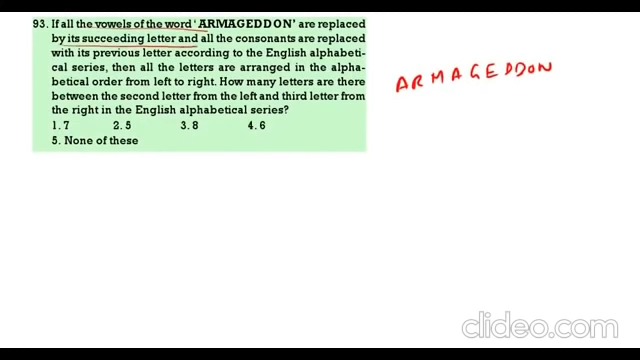 93. If all the vowels of the word ‘ARMAGEDDON’ are replaced
by its succeeding letter and all the consonants are replaced
with its previous letter according to the English alphabeti-
cal series, then all the letters are arranged in the alpha-
betical order from left to right. How many letters are there
between the second letter from the left and third letter from
the right in the English alphabetical series?
1. 7 2. 5 3. 8 4. 6
5. None of these
ARMAGEDDON
clideo.com